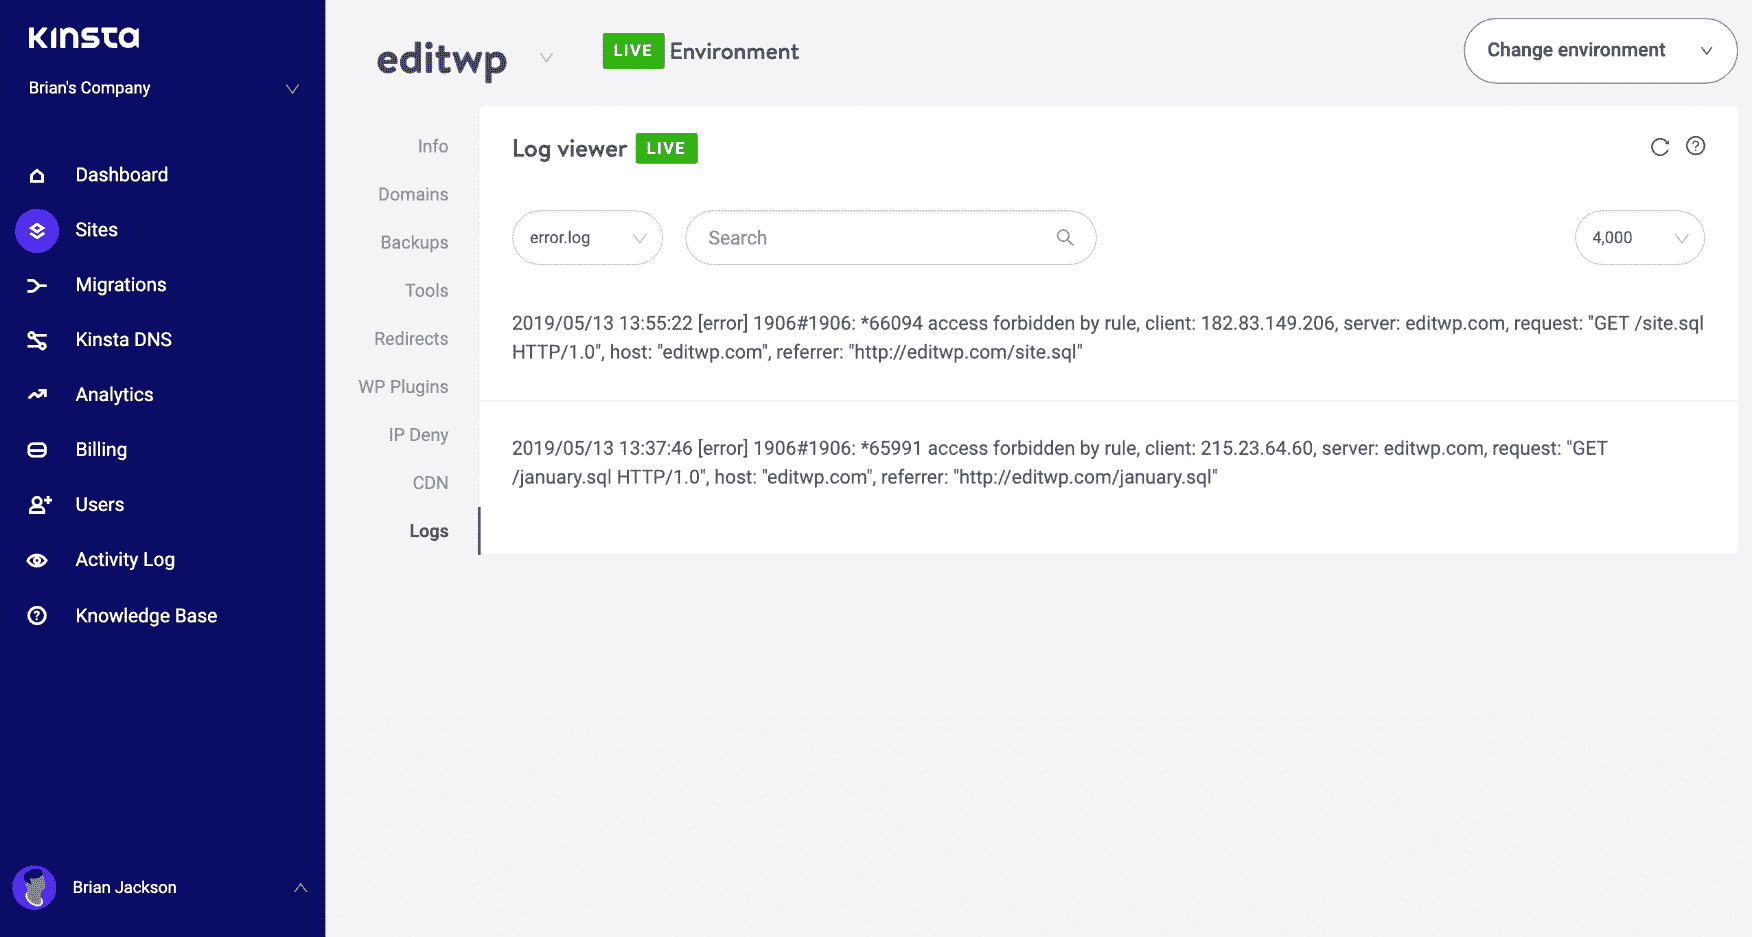 Kinsta
Brian's Company
Dashboard
Sites
Migrations
Kinsta DNS
Analytics
Billing
Users
Activity Log
Knowledge Base
Brian Jackson
editwp
LIVE Environment
Change environment
Info
Domains
Backups
Tools
Redirects
WP Plugins
IP Deny
CDN
Logs
Log viewer LIVE
error.log
Search
4,000
2019/05/13 13:55:22 [error] 1906#1906: *66094 access forbidden by rule, client: 182.83.149.206, server: editwp.com, request: "GET /site.sql
HTTP/1.0", host: "editwp.com", referrer: "http://editwp.com/site.sql"
2019/05/13 13:37:46 [error] 1906#1906: *65991 access forbidden by rule, client: 215.23.64.60, server: editwp.com, request: "GET
/january.sql HTTP/1.0", host: "editwp.com", referrer: "http://editwp.com/january.sql"